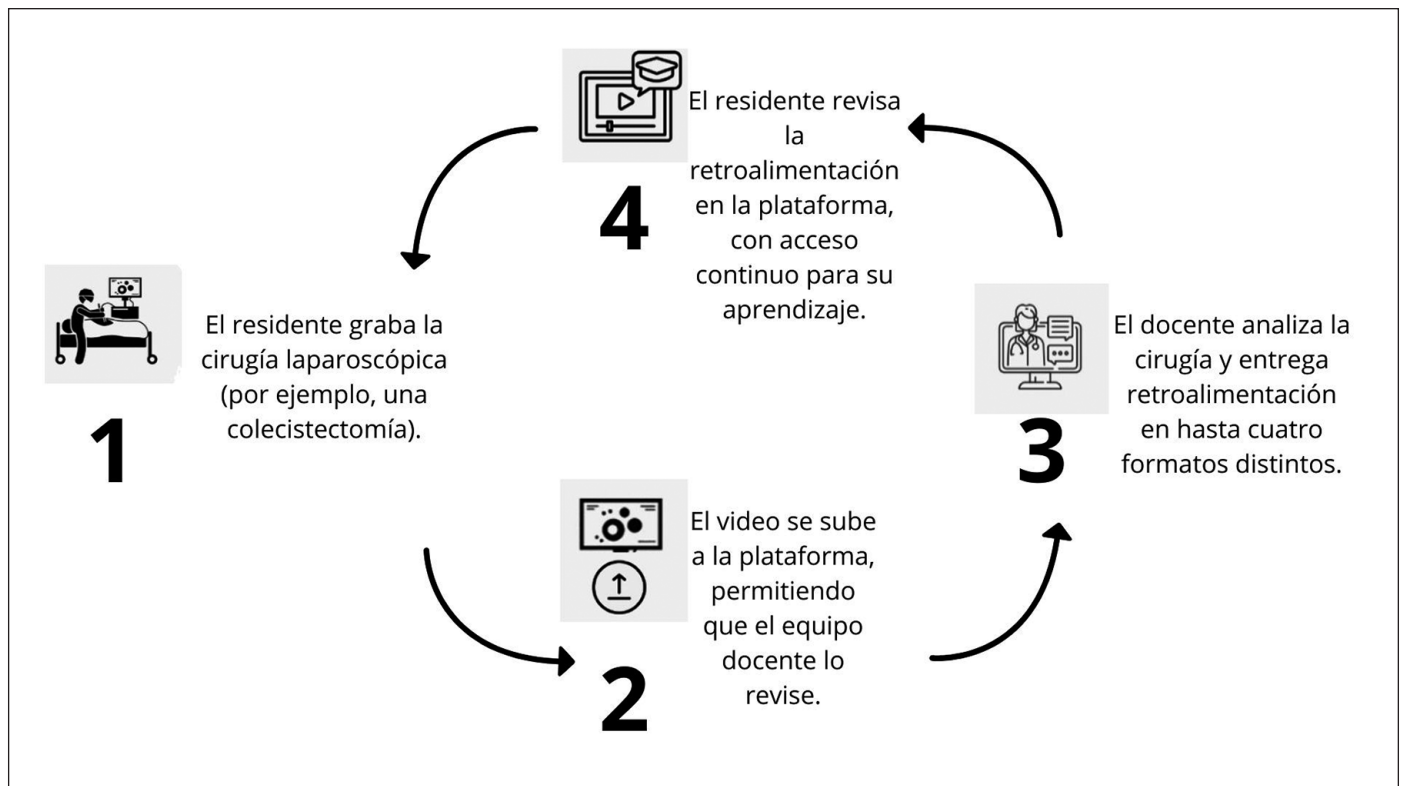 1
El residente graba la
cirugía laparoscópica
(por ejemplo, una
colecistectomía).
2
El video se sube
a la plataforma,
permitiendo
que el equipo
docente lo
revise.
3
El docente analiza la
cirugía y entrega
retroalimentación
en hasta cuatro
formatos distintos.
4
El residente revisa
la
retroalimentación
en la plataforma,
con acceso
continuo para su
aprendizaje.